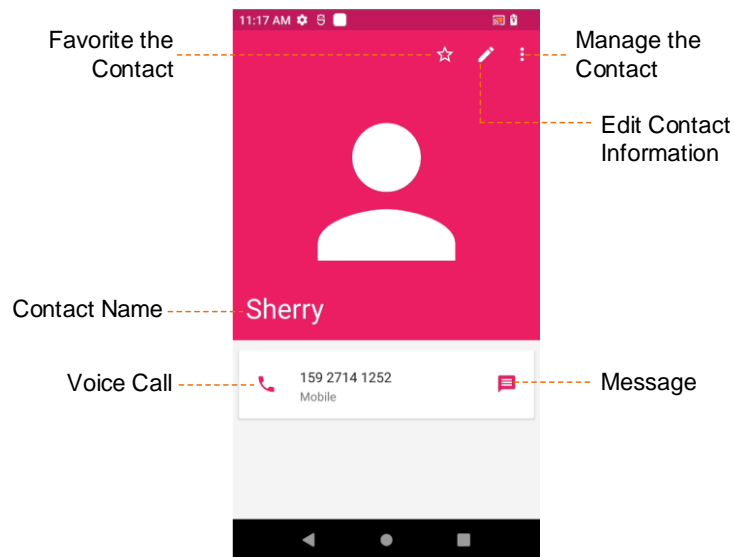 11:17 AM
Favorite the
Contact
Manage the
Contact
Edit Contact
Information
Contact Name
Sherry
Voice Call
159 2714 1252
Mobile
Message